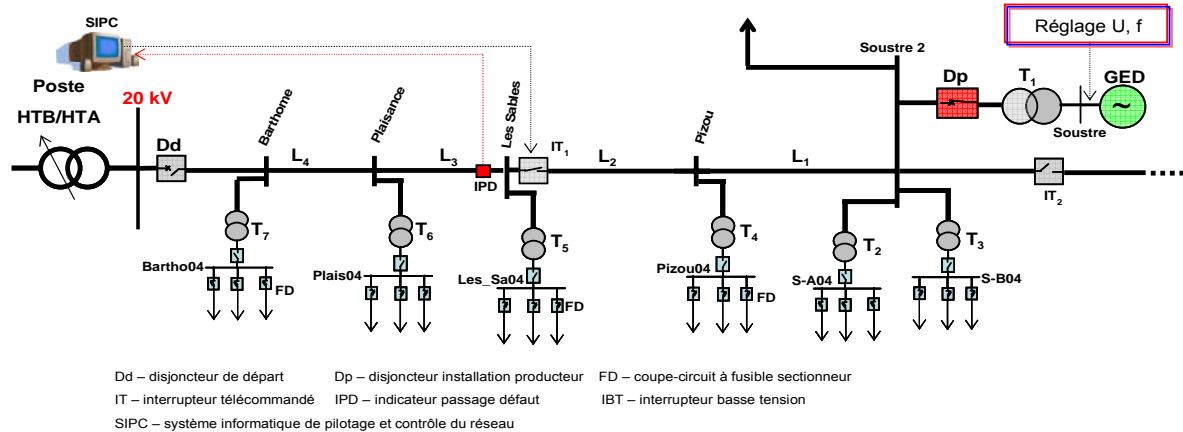 SIPC
Réglage U, f
Soustre 2
Poste
HTB/HTA
20 kV
Dd
Barthome
L4
Plaisance
L3
IPD
Les Sables
IT1
L2
Pizou
L1
Dp
T1
GED
Soustre
IT2
T7
T6
T5
T4
T2
T3
Bartho04
FD
Plais04
Les_Sa04
FD
Pizou04
FD
S-A04
S-B04
Dd – disjoncteur de départ
Dp – disjoncteur installation producteur
FD – coupe-circuit à fusible sectionneur
IT – interrupteur télécommandé
IPD – indicateur passage défaut
IBT – interrupteur basse tension
SIPC – système informatique de pilotage et contrôle du réseau